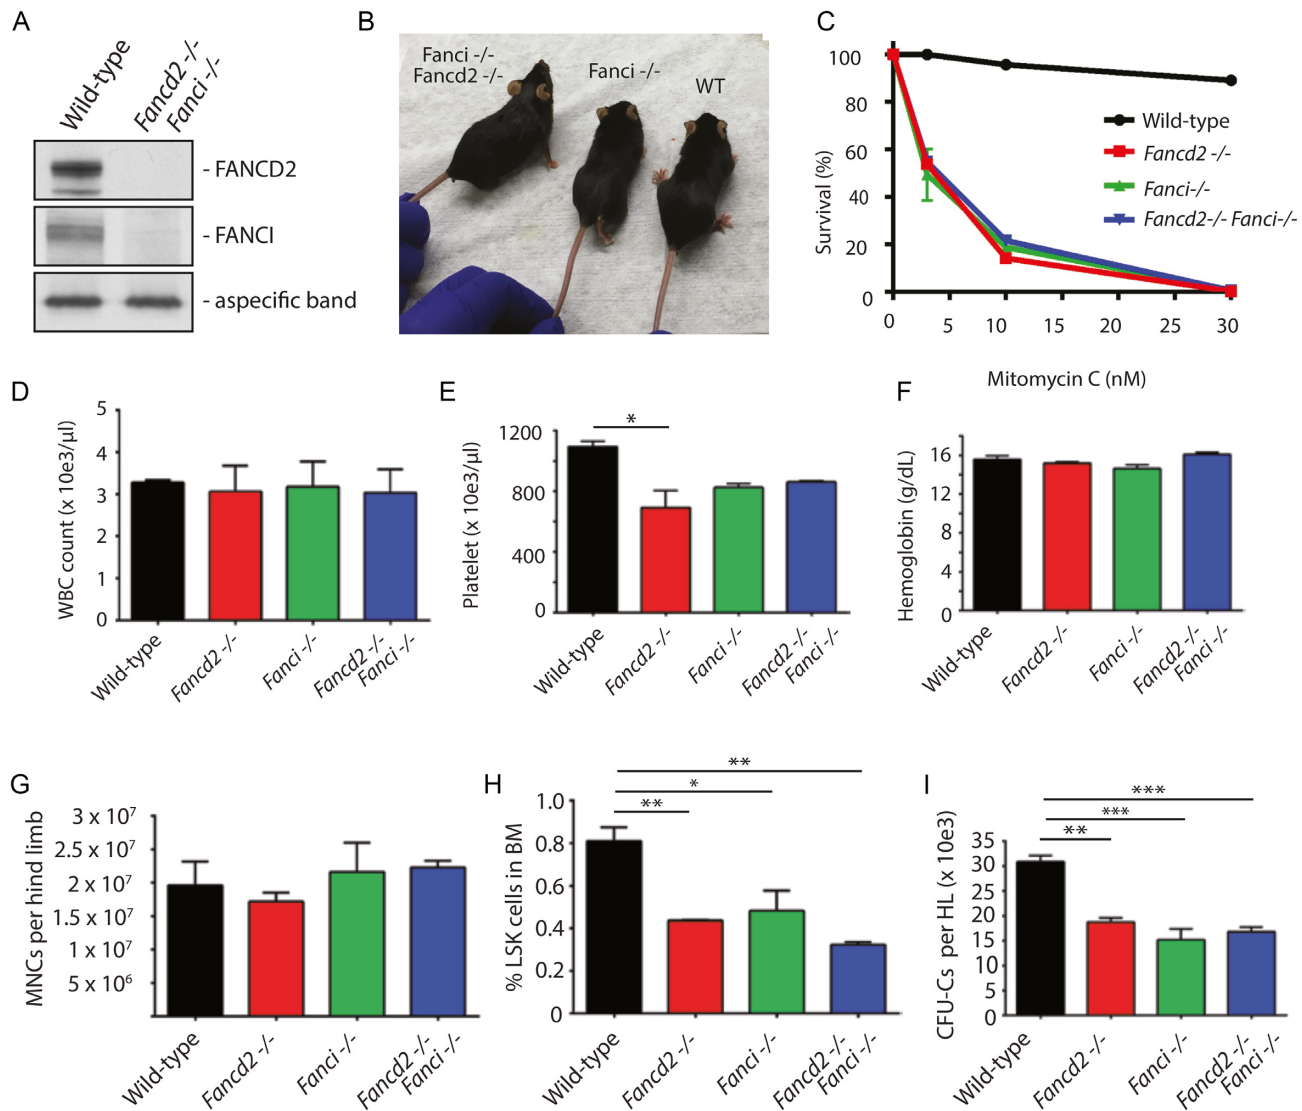 A
Wild-type
Fancd2 -/-
Fanci -/-
- FANCD2
- FANCI
- aspecific band
B
Fanci -/-
Fancd2 -/-
Fanci -/-
WT
C
Survival (%)
100
80
60
40
20
0
0 5 10 15 20 25 30
Mitomycin C (nM)
Wild-type
Fancd2 -/-
Fanci-/-
Fancd2-/- Fanci-/-
D
WBC count (x 10e3/µl)
5
4
3
2
1
0
Wild-type
Fancd2 -/-
Fanci -/-
Fancd2 -/-
Fanci -/-
E
Platelet (x 10e3/µl)
1200
800
400
0
*
Wild-type
Fancd2 -/-
Fanci -/-
Fancd2 -/-
Fanci -/-
F
Hemoglobin (g/dL)
16
12
8
4
0
Wild-type
Fancd2 -/-
Fanci -/-
Fancd2 -/-
Fanci -/-
G
MNCs per hind limb
3 x 10⁷
2.5 x 10⁷
2 x 10⁷
1.5 x 10⁷
1 x 10⁷
5 x 10⁶
Wild-type
Fancd2 -/-
Fanci -/-
Fancd2 -/-
Fanci -/-
H
% LSK cells in BM
1.0
0.8
0.6
0.4
0.2
0
**
*
**
Wild-type
Fancd2 -/-
Fanci -/-
Fancd2 -/-
Fanci -/-
I
CFU-Cs per HL (x 10e3)
35
30
20
15
10
5
0
***
***
**
Wild-type
Fancd2 -/-
Fanci -/-
Fancd2 -/-
Fanci -/-